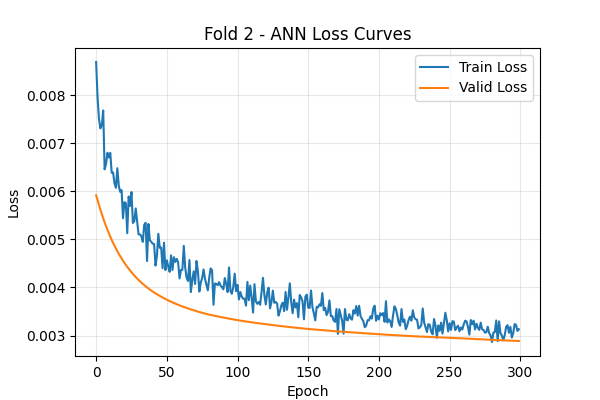 Fold 2 - ANN Loss Curves
Train Loss
Valid Loss
0.008
0.007
0.006
0.005
0.004
0.003
Loss
0 50 100 150 200 250 300
Epoch